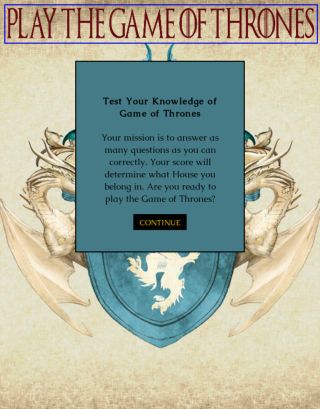 PLAY THE GAME OF THRONES
Test Your Knowledge of
Game of Thrones
Your mission is to answer as
many questions as you can
correctly. Your score will
determine what House you
belong in. Are you ready to
play the Game of Thrones?
CONTINUE